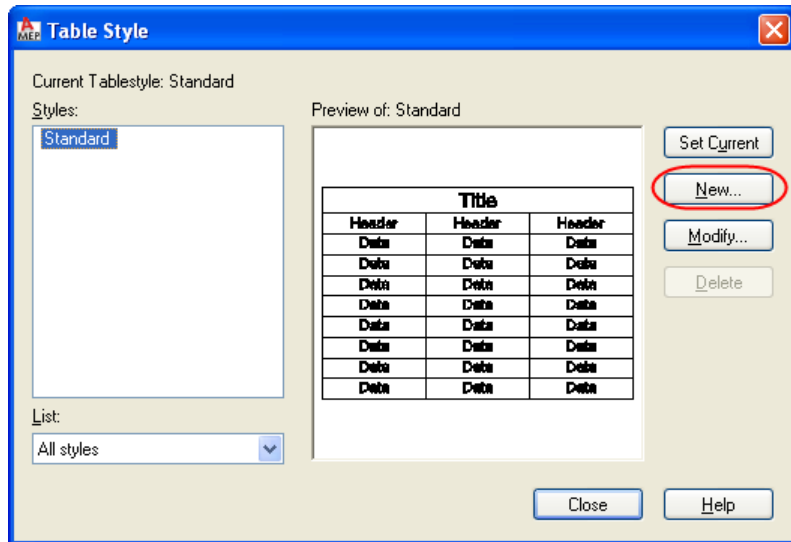 A MEP Table Style
Current Tablestyle: Standard
Styles:
Standard
Preview of: Standard
Title
Header Header Header
Data Data Data
Data Data Data
Data Data Data
Data Data Data
Data Data Data
Data Data Data
Data Data Data
Data Data Data
Set Current
New...
Modify...
Delete
List:
All styles
Close Help